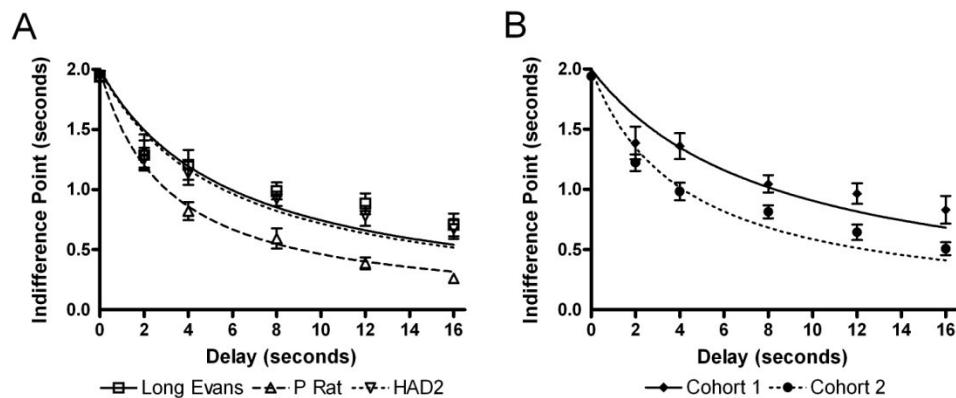 A
B
Indifference Point (seconds)
2.0
1.5
1.0
0.5
0.0
0 2 4 6 8 10 12 14 16
Delay (seconds)
Long Evans P Rat HAD2
Indifference Point (seconds)
2.0
1.5
1.0
0.5
0.0
0 2 4 6 8 10 12 14 16
Delay (seconds)
Cohort 1 Cohort 2